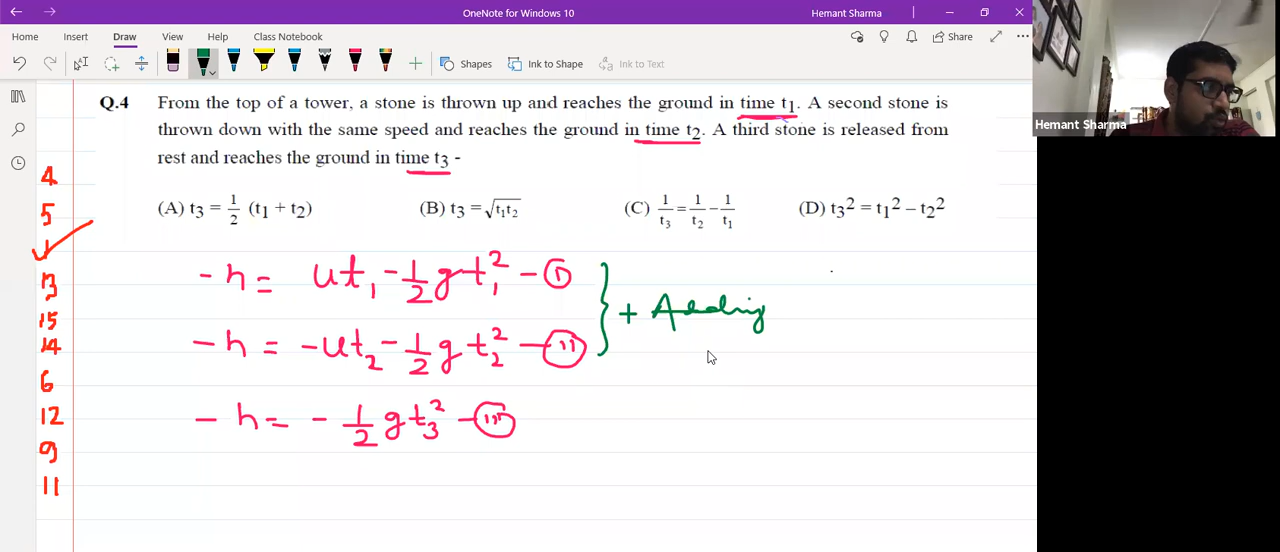 OneNote for Windows 10
Hemant Sharma
Home Insert Draw View Help Class Notebook
Share
Shapes Ink to Shape Ink to Text
Q.4 From the top of a tower, a stone is thrown up and reaches the ground in time t₁. A second stone is
thrown down with the same speed and reaches the ground in time t₂. A third stone is released from
rest and reaches the ground in time t₃ -
(A) t₃ = 1/2 (t₁ + t₂) (B) t₃ = √t₁t₂ (C) 1/t₃ = 1/t₂ − 1/t₁ (D) t₃² = t₁² − t₂²
Hemant Sharma
4
5
1
13
15
14
6
12
9
11
-h = ut₁ - 1/2 gt₁² - (i)
-h = -ut₂ - 1/2 g t₂² - (ii)
+ Adding
-h = - 1/2 gt₃² - (iii)